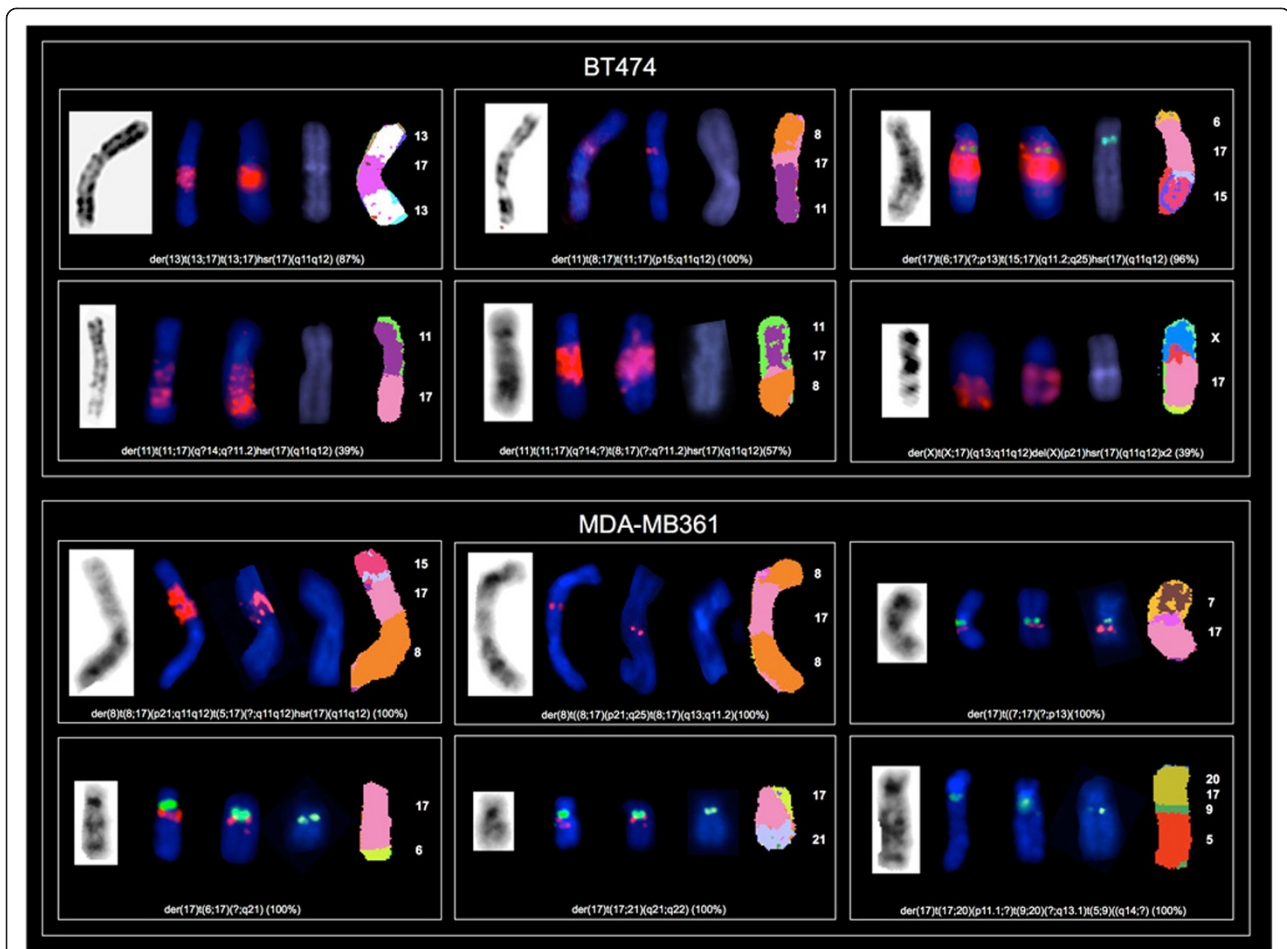 BT474
13
17
13
der(13)t(13;17)t(13;17)hsr(17)(q11q12) (87%)
8
17
11
der(11)t(8;17)t(11;17)(p15;q11q12) (100%)
6
17
15
der(17)t(6;17)(?;p13)t(15;17)(q11.2;q25)hsr(17)(q11q12) (96%)
11
17
der(11)t(11;17)(q?14;q?11.2)hsr(17)(q11q12) (39%)
11
17
8
der(11)t(11;17)(q?14;?)t(8;17)(?;q?11.2)hsr(17)(q11q12)(57%)
X
17
der(X)t(X;17)(q13;q11q12)del(X)(p21)hsr(17)(q11q12)x2 (39%)
MDA-MB361
15
17
8
der(8)t(8;17)(p21;q11q12)t(5;17)(?;q11q12)hsr(17)(q11q12) (100%)
8
17
8
der(8)t((8;17)(p21;q25)t(8;17)(q13;q11.2)(100%)
7
17
der(17)t((7;17)(?;p13)(100%)
17
6
der(17)t(6;17)(?;q21) (100%)
17
21
der(17)t(17;21)(q21;q22) (100%)
20
17
9
5
der(17)t(17;20)(p11.1;?)t(9;20)(?;q13.1)t(5;9)((q14;?) (100%)